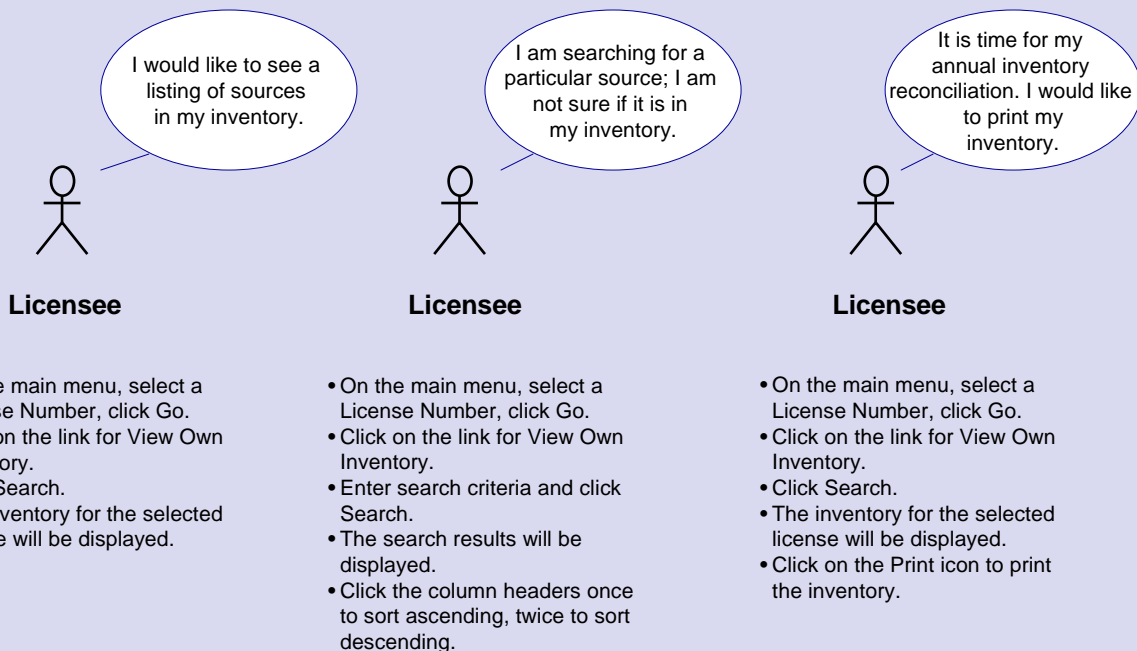 I would like to see a
listing of sources
in my inventory.
I am searching for a
particular source; I am
not sure if it is in
my inventory.
It is time for my
annual inventory
reconciliation. I would like
to print my
inventory.
Licensee
Licensee
Licensee
e main menu, select a
se Number, click Go.
on the link for View Own
ory.
Search.
ventory for the selected
e will be displayed.
• On the main menu, select a
License Number, click Go.
• Click on the link for View Own
Inventory.
• Enter search criteria and click
Search.
• The search results will be
displayed.
• Click the column headers once
to sort ascending, twice to sort
descending.
• On the main menu, select a
License Number, click Go.
• Click on the link for View Own
Inventory.
• Click Search.
• The inventory for the selected
license will be displayed.
• Click on the Print icon to print
the inventory.